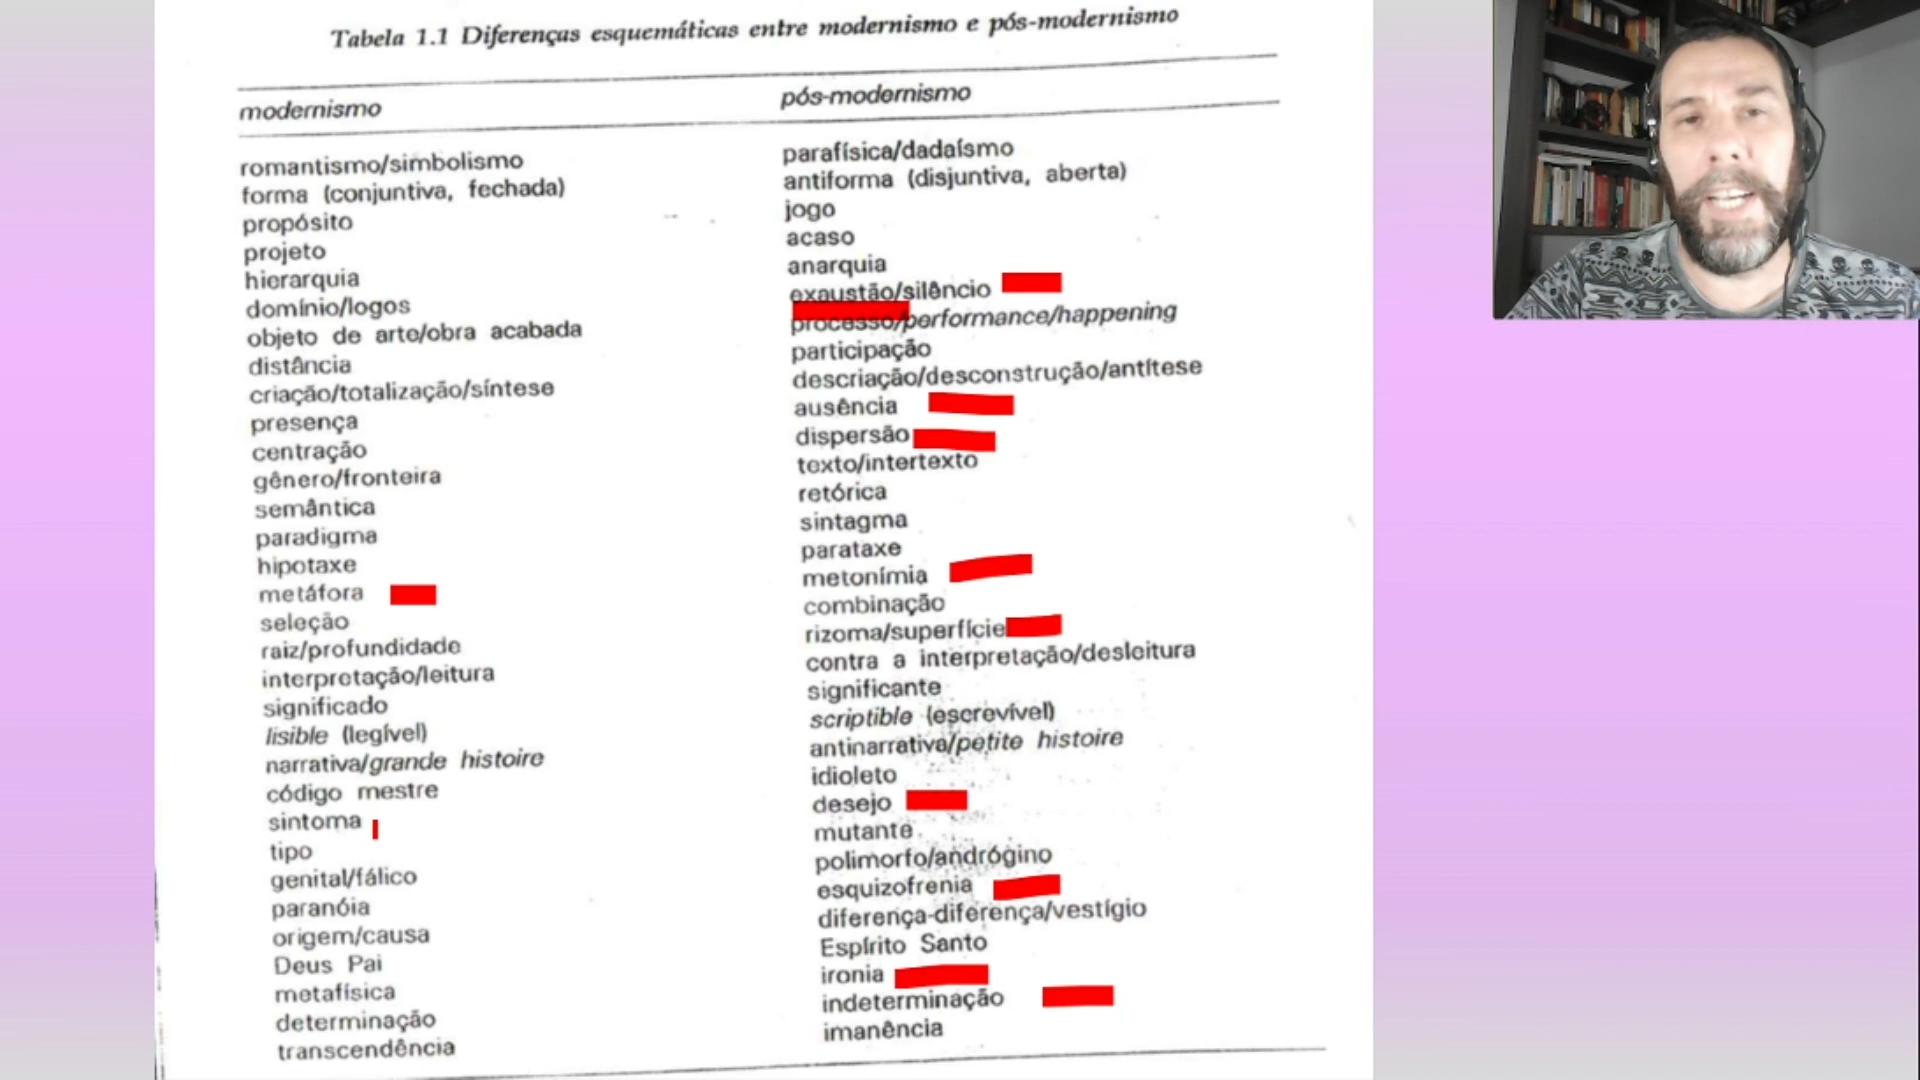 Tabela 1.1 Diferenças esquemáticas entre modernismo e pós-modernismo
modernismo pós-modernismo
romantismo/simbolismo parafísica/dadaísmo
forma (conjuntiva, fechada) antiforma (disjuntiva, aberta)
propósito jogo
projeto acaso
hierarquia anarquia
domínio/logos exaustão/silêncio
objeto de arte/obra acabada processo/performance/happening
distância participação
criação/totalização/síntese descriação/desconstrução/antítese
presença ausência
centração dispersão
gênero/fronteira texto/intertexto
semântica retórica
paradigma sintagma
hipotaxe parataxe
metáfora metonímia
seleção combinação
raiz/profundidade rizoma/superfície
interpretação/leitura contra a interpretação/desleitura
significado significante
lisible (legível) scriptible (escrevível)
narrativa/grande histoire antinarrativa/petite histoire
código mestre idioleto
sintoma desejo
tipo mutante
genital/fálico polimorfo/andrógino
paranóia esquizofrenia
origem/causa diferença-diferença/vestígio
Deus Pai Espírito Santo
metafísica ironia
determinação indeterminação
transcendência imanência